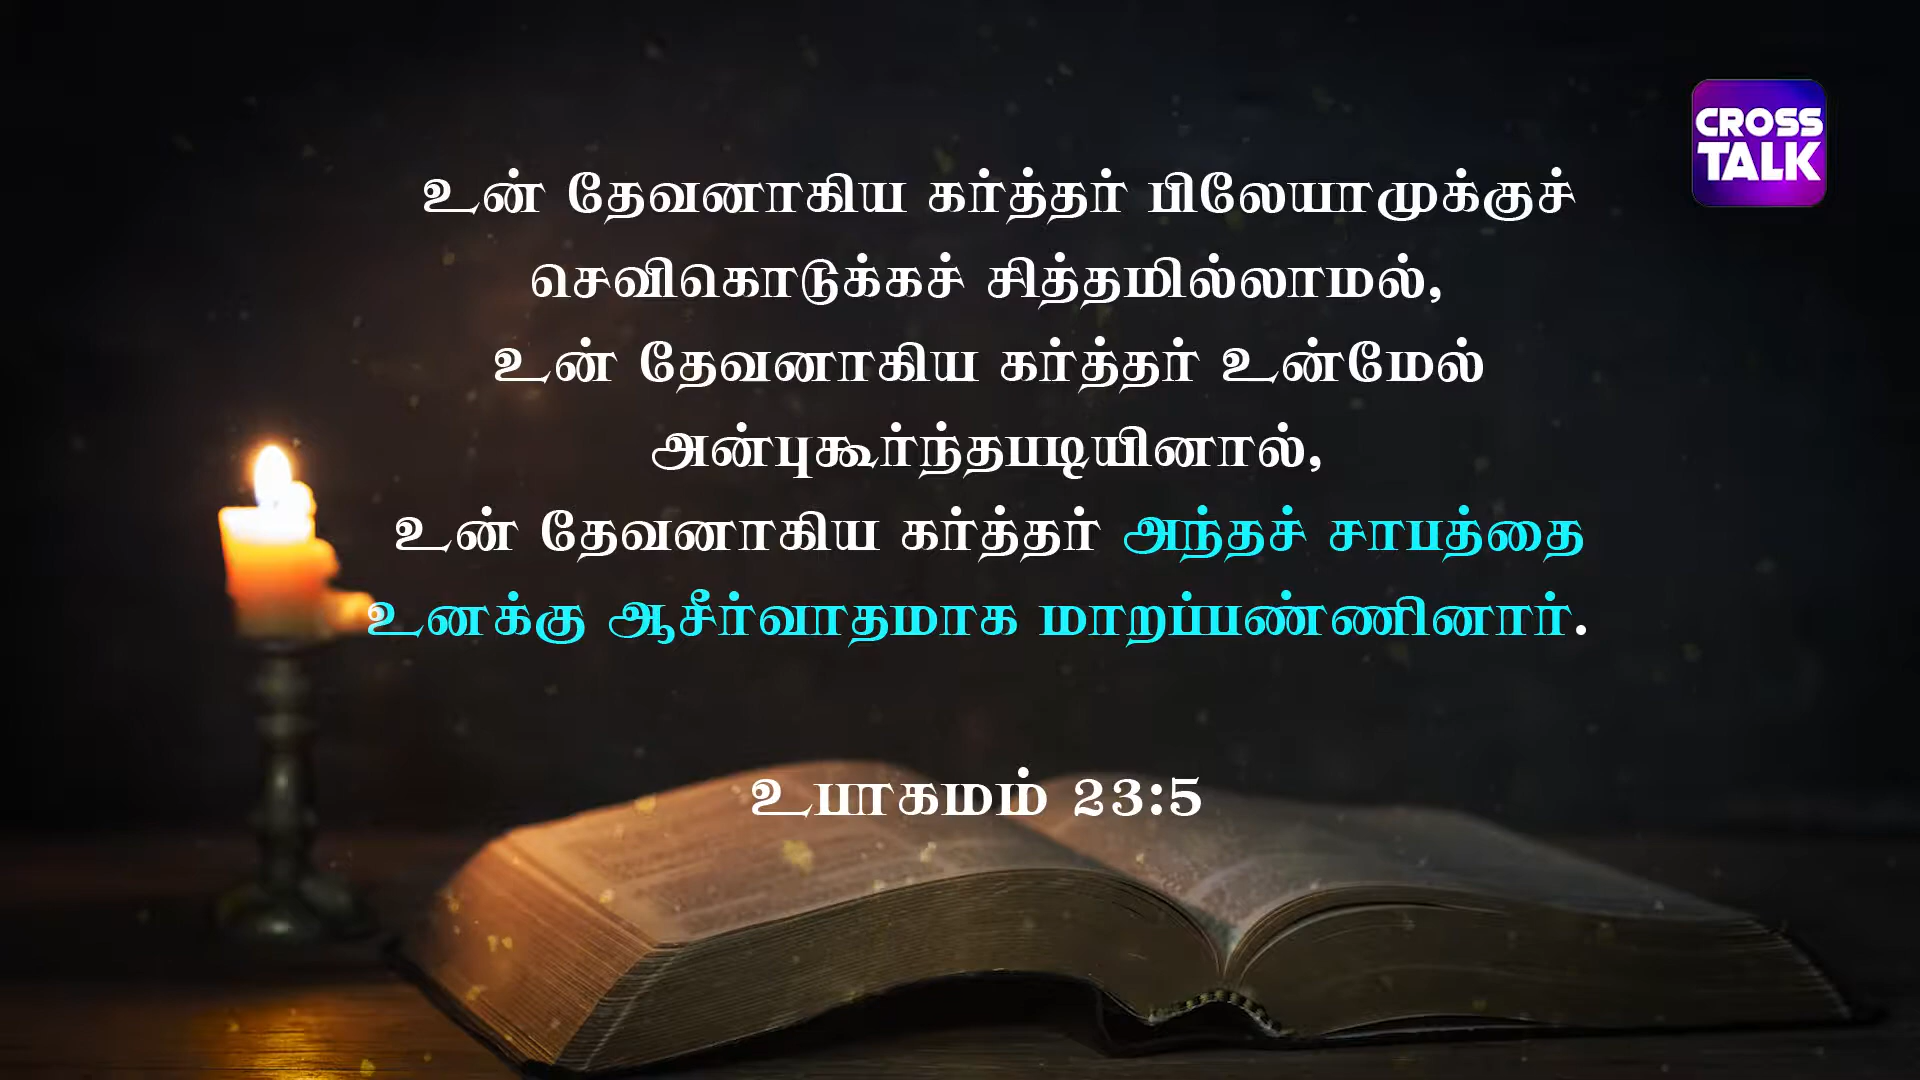 CROSS
TALK
உன் தேவனாகிய கர்த்தர் பிலேயாமுக்குச்
செவிகொடுக்கச் சித்தமில்லாமல்,
உன் தேவனாகிய கர்த்தர் உன்மேல்
அன்புகூர்ந்தபடியினால்,
உன் தேவனாகிய கர்த்தர் அந்தச் சாபத்தை
உனக்கு ஆசீர்வாதமாக மாறப்பண்ணினார்.
உபாகமம் 23:5